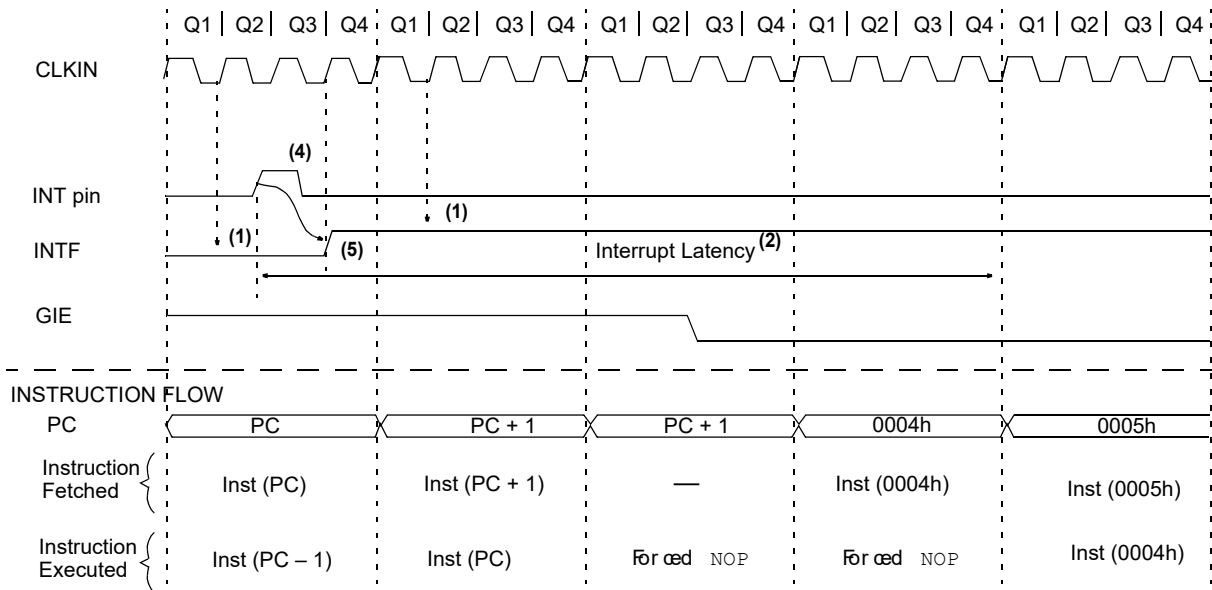 Q1 Q2 Q3 Q4 Q1 Q2 Q3 Q4 Q1 Q2 Q3 Q4 Q1 Q2 Q3 Q4 Q1 Q2 Q3 Q4
CLKIN
(4)
INT pin
(1)
(1)
INTF
(5)
Interrupt Latency(2)
GIE
INSTRUCTION FLOW
PC PC PC + 1 PC + 1 0004h 0005h
Instruction
Fetched
Inst (PC) Inst (PC + 1) — Inst (0004h) Inst (0005h)
Instruction
Executed
Inst (PC – 1) Inst (PC) Forced NOP Forced NOP Inst (0004h)